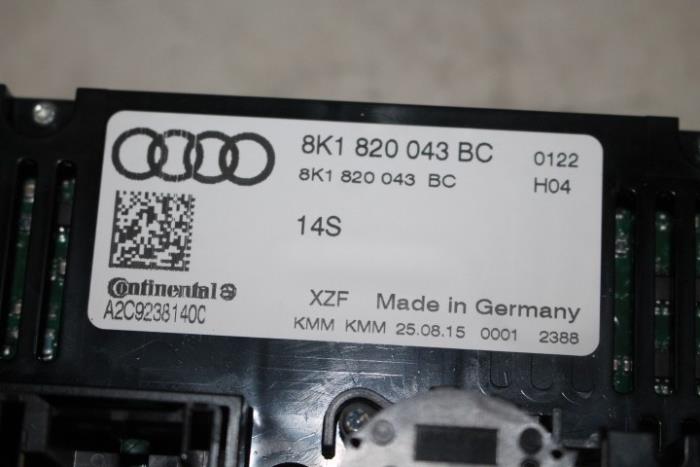 8K1 820 043 BC 0122
8K1 820 043 BC H04
14S
Continental
A2C92381400
XZF Made in Germany
KMM KMM 25.08.15 0001 2388